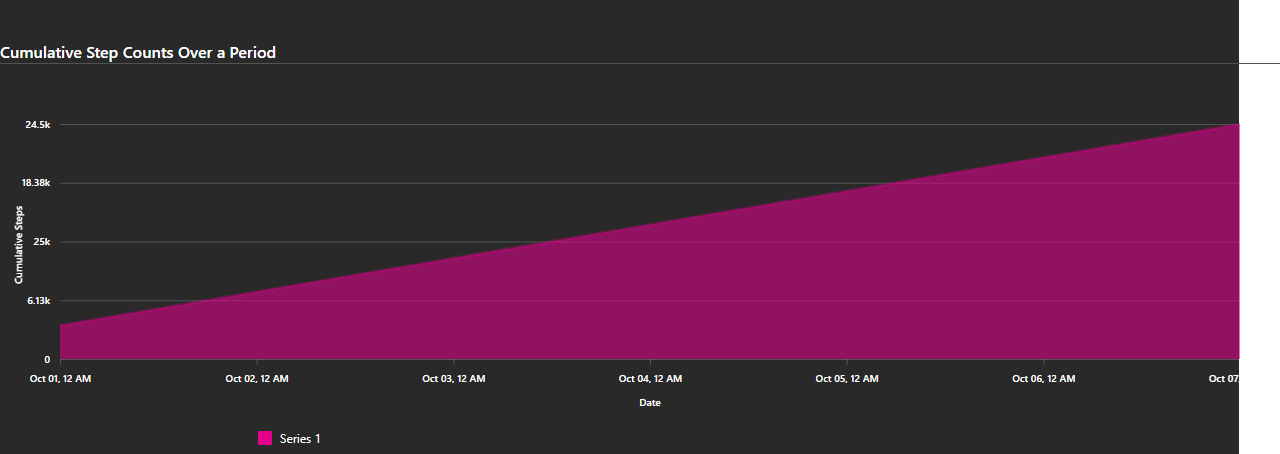 Cumulative Step Counts Over a Period
24.5k
18.38k
25k
6.13k
0
Cumulative Steps
Oct 01, 12 AM Oct 02, 12 AM Oct 03, 12 AM Oct 04, 12 AM Oct 05, 12 AM Oct 06, 12 AM Oct 07,
Date
Series 1